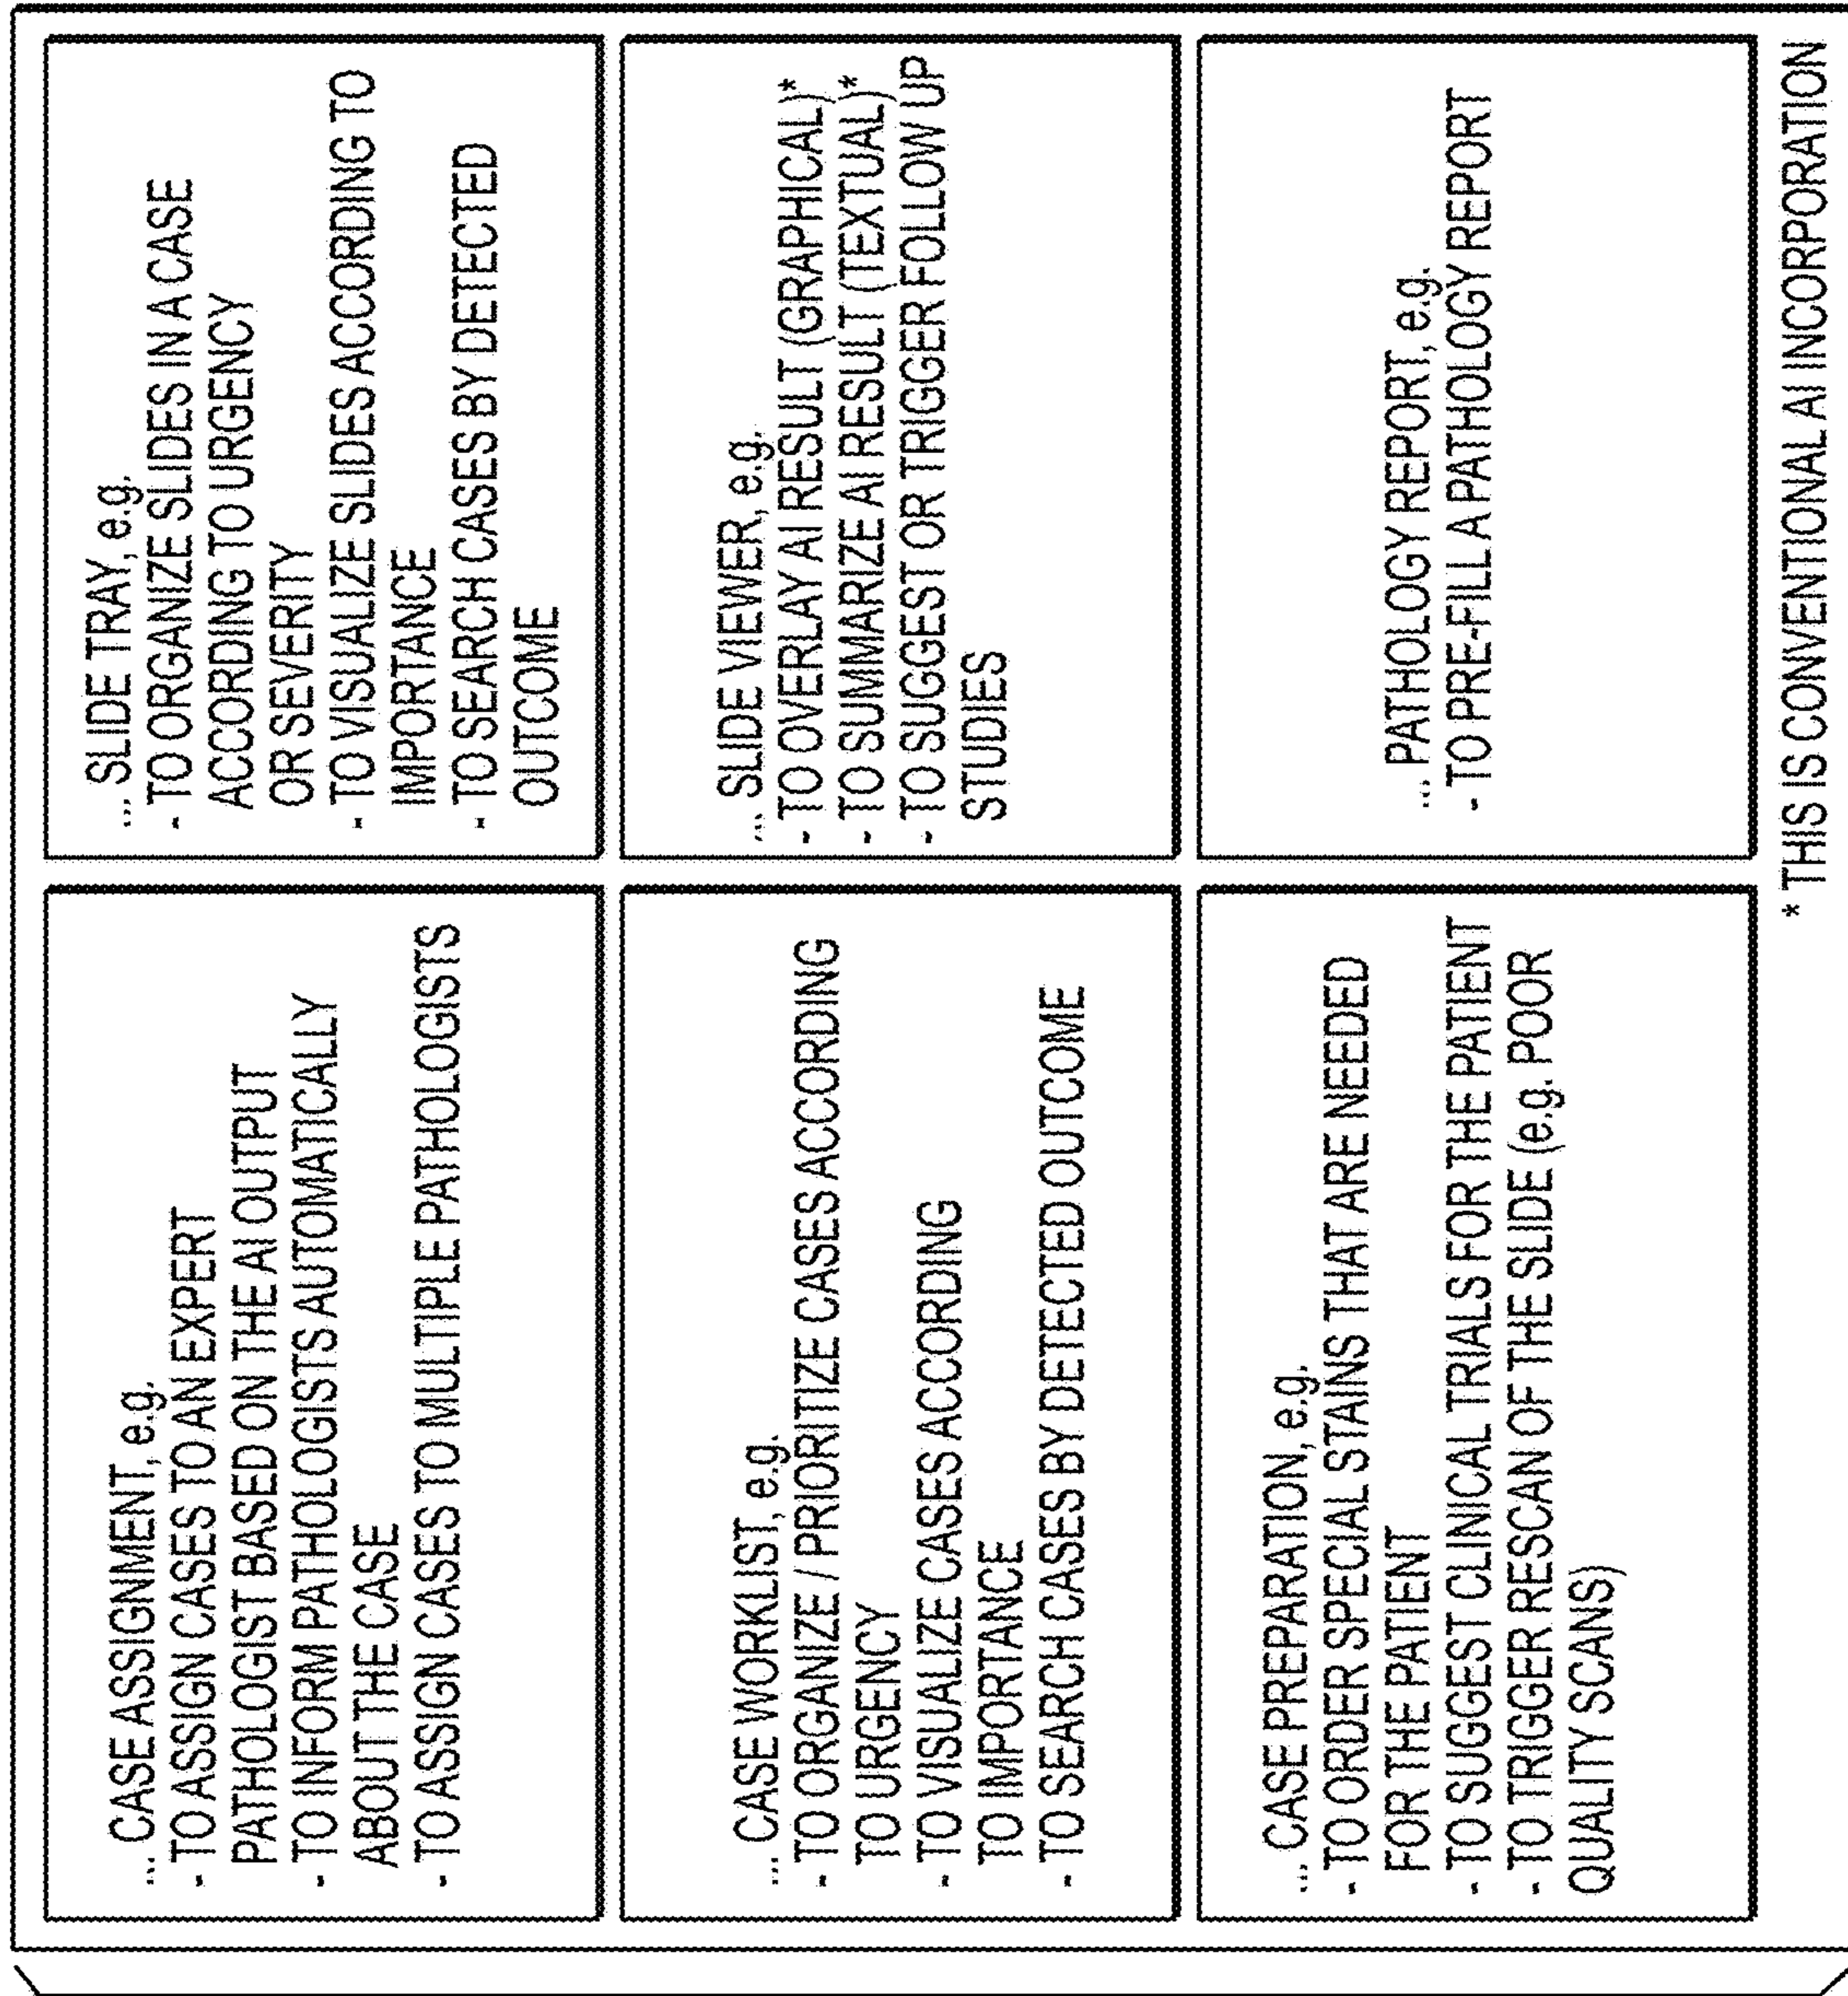 ... CASE ASSIGNMENT, e.g.
- TO ASSIGN CASES TO AN EXPERT
PATHOLOGIST BASED ON THE AI OUTPUT
- TO INFORM PATHOLOGISTS AUTOMATICALLY
ABOUT THE CASE
- TO ASSIGN CASES TO MULTIPLE PATHOLOGISTS
... SLIDE TRAY, e.g.
- TO ORGANIZE SLIDES IN A CASE
ACCORDING TO URGENCY
OR SEVERITY
- TO VISUALIZE SLIDES ACCORDING TO
IMPORTANCE
- TO SEARCH CASES BY DETECTED
OUTCOME
... CASE WORKLIST, e.g.
- TO ORGANIZE / PRIORITIZE CASES ACCORDING
TO URGENCY
- TO VISUALIZE CASES ACCORDING
TO IMPORTANCE
- TO SEARCH CASES BY DETECTED OUTCOME
... SLIDE VIEWER, e.g.
- TO OVERLAY AI RESULT (GRAPHICAL)*
- TO SUMMARIZE AI RESULT (TEXTUAL)*
- TO SUGGEST OR TRIGGER FOLLOW UP
STUDIES
... CASE PREPARATION, e.g.
- TO ORDER SPECIAL STAINS THAT ARE NEEDED
FOR THE PATIENT
- TO SUGGEST CLINICAL TRIALS FOR THE PATIENT
- TO TRIGGER RESCAN OF THE SLIDE (e.g. POOR
QUALITY SCANS)
... PATHOLOGY REPORT, e.g.
- TO PRE-FILL A PATHOLOGY REPORT
* THIS IS CONVENTIONAL AI INCORPORATION